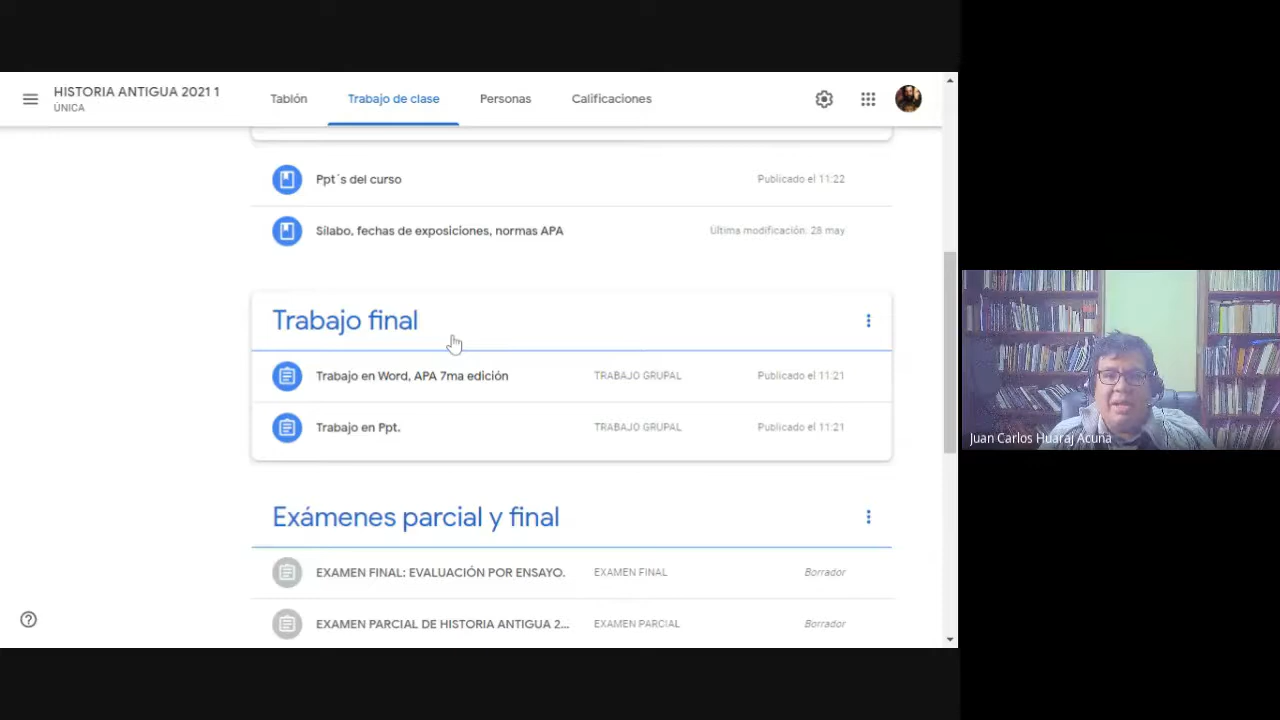 HISTORIA ANTIGUA 2021 1
ÚNICA
Tablón
Trabajo de clase
Personas
Calificaciones
Ppt´s del curso
Publicado el 11:22
Sílabo, fechas de exposiciones, normas APA
Última modificación: 28 may
Trabajo final
Trabajo en Word, APA 7ma edición
TRABAJO GRUPAL
Publicado el 11:21
Trabajo en Ppt.
TRABAJO GRUPAL
Publicado el 11:21
Exámenes parcial y final
EXAMEN FINAL: EVALUACIÓN POR ENSAYO.
EXAMEN FINAL
Borrador
EXAMEN PARCIAL DE HISTORIA ANTIGUA 2...
EXAMEN PARCIAL
Borrador
Juan Carlos Huaraj Acuna